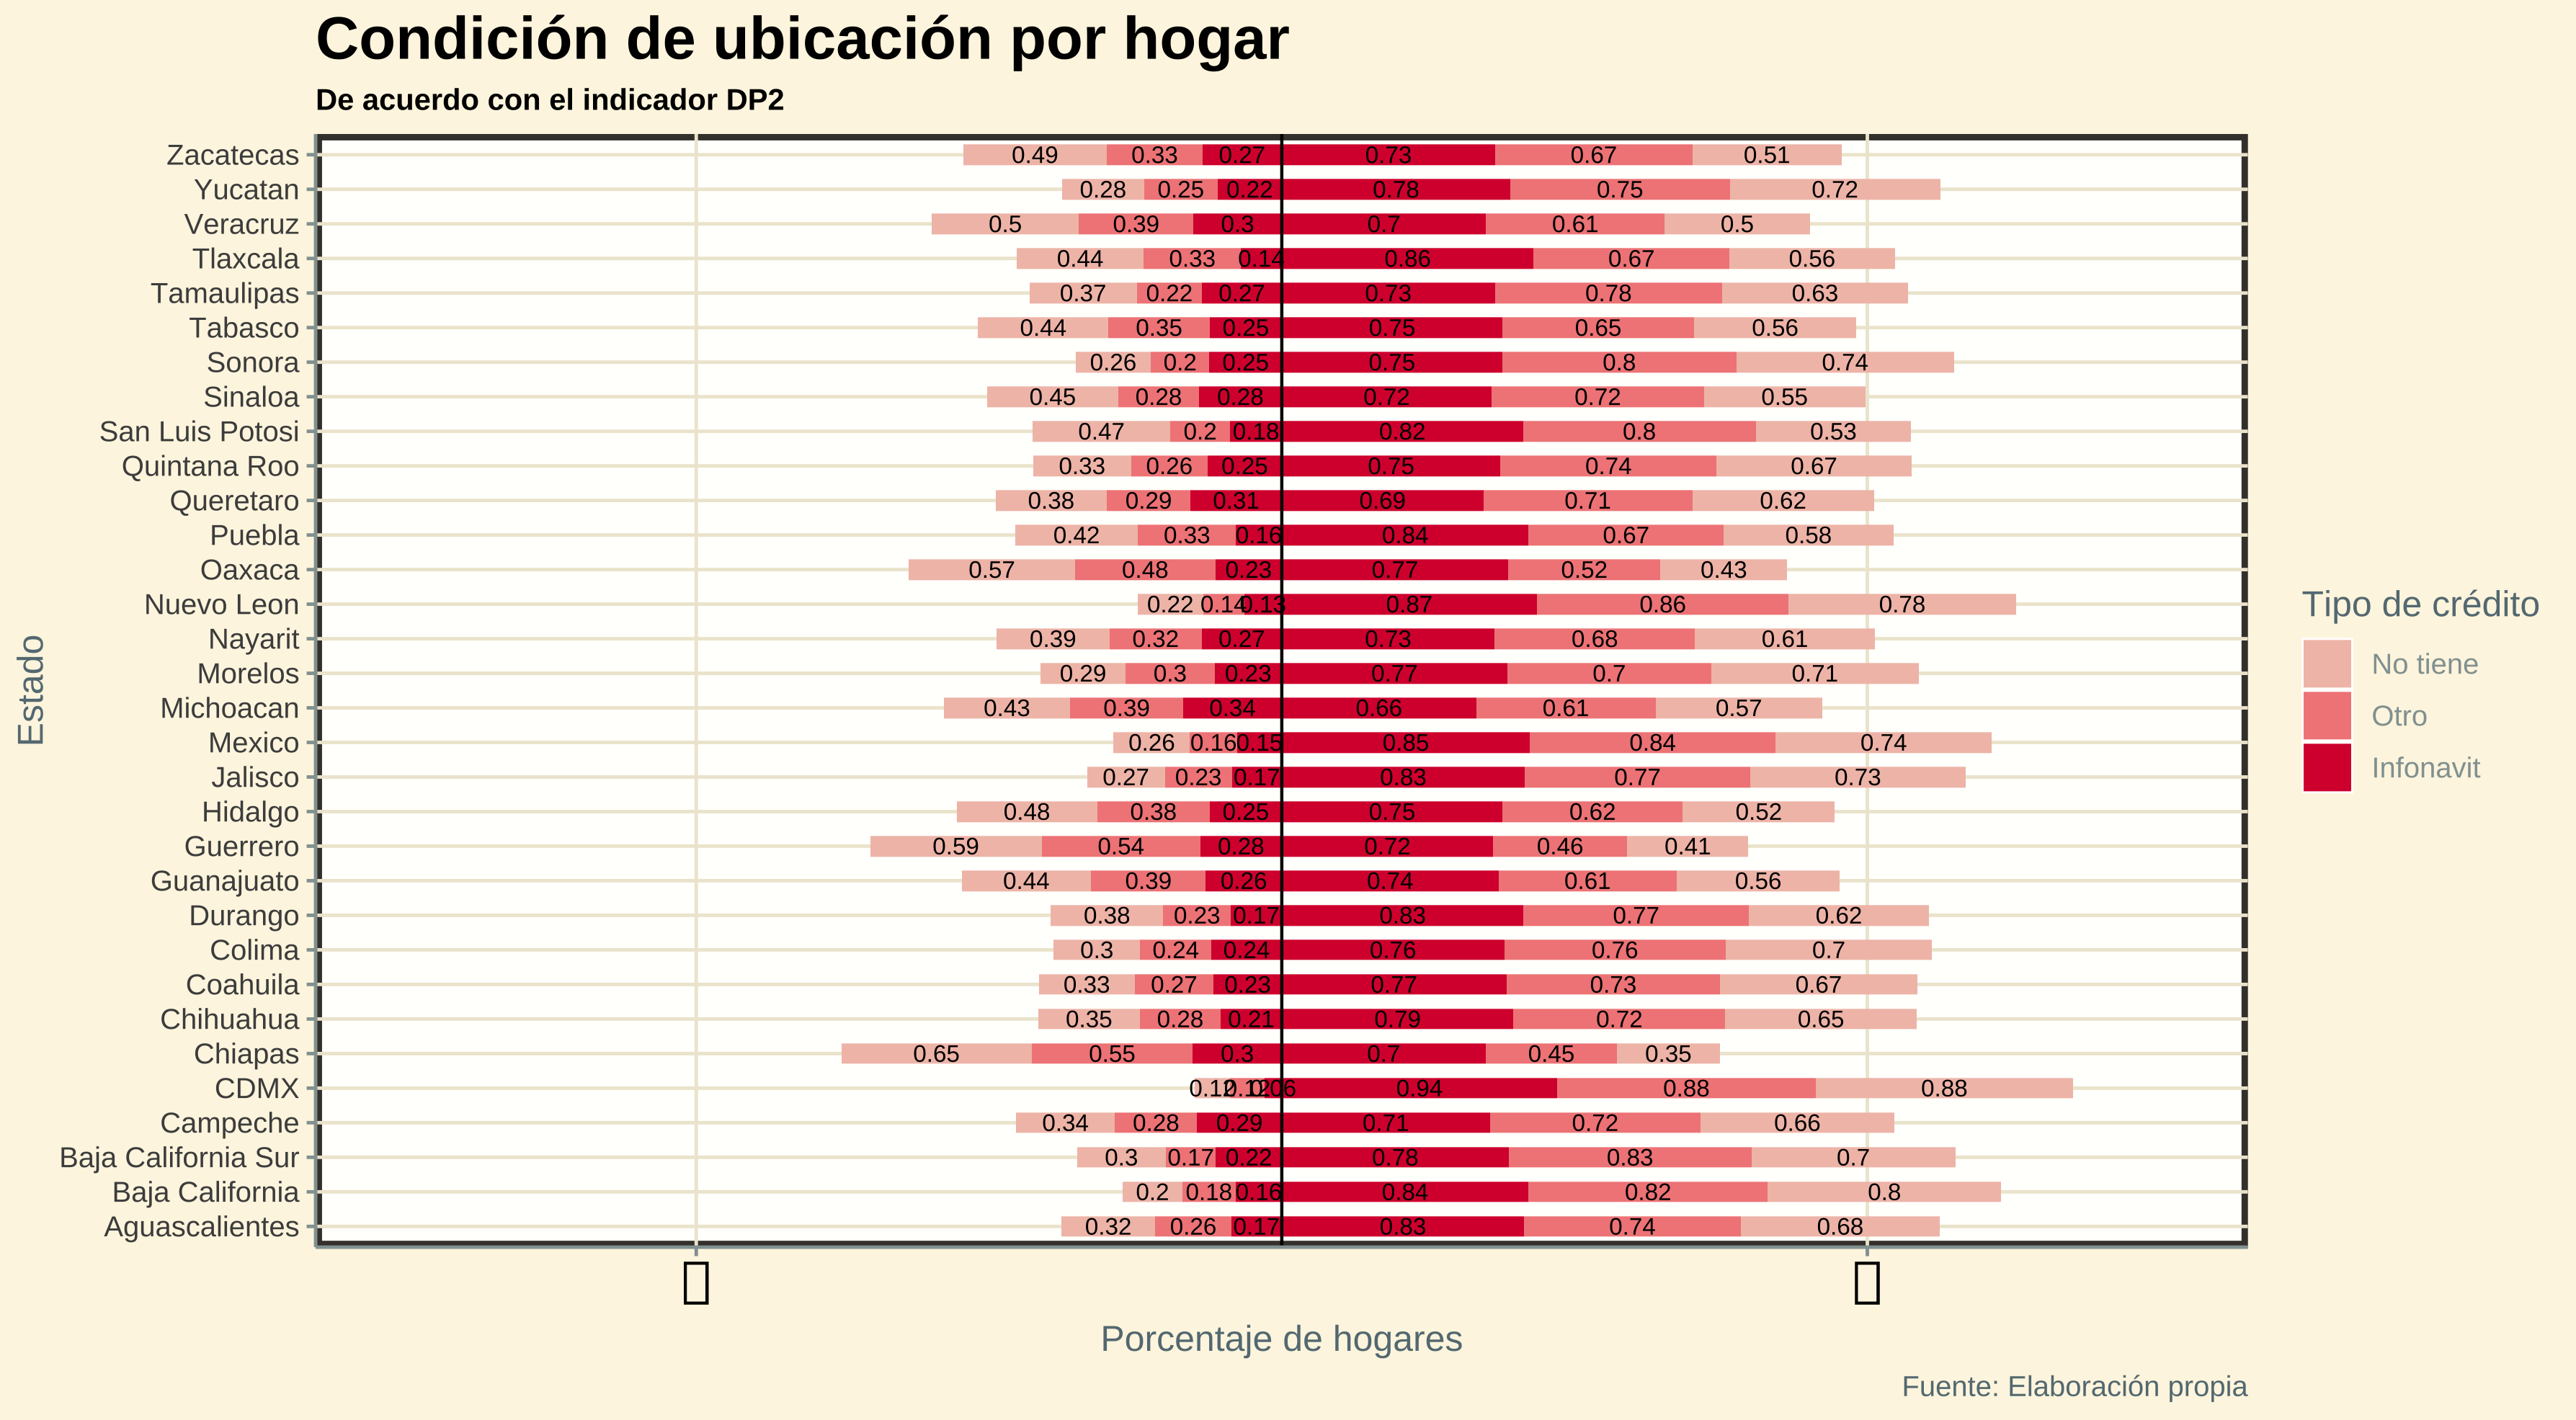 Condición de ubicación por hogar
De acuerdo con el indicador DP2
Zacatecas 0.49 0.33 0.27 0.73 0.67 0.51
Yucatan 0.28 0.25 0.22 0.78 0.75 0.72
Veracruz 0.5 0.39 0.3 0.7 0.61 0.5
Tlaxcala 0.44 0.33 0.14 0.86 0.67 0.56
Tamaulipas 0.37 0.22 0.27 0.73 0.78 0.63
Tabasco 0.44 0.35 0.25 0.75 0.65 0.56
Sonora 0.26 0.2 0.25 0.75 0.8 0.74
Sinaloa 0.45 0.28 0.28 0.72 0.72 0.55
San Luis Potosi 0.47 0.2 0.18 0.82 0.8 0.53
Quintana Roo 0.33 0.26 0.25 0.75 0.74 0.67
Queretaro 0.38 0.29 0.31 0.69 0.71 0.62
Puebla 0.42 0.33 0.16 0.84 0.67 0.58
Oaxaca 0.57 0.48 0.23 0.77 0.52 0.43
Nuevo Leon 0.22 0.14 0.13 0.87 0.86 0.78
Nayarit 0.39 0.32 0.27 0.73 0.68 0.61
Morelos 0.29 0.3 0.23 0.77 0.7 0.71
Michoacan 0.43 0.39 0.34 0.66 0.61 0.57
Mexico 0.26 0.16 0.15 0.85 0.84 0.74
Jalisco 0.27 0.23 0.17 0.83 0.77 0.73
Hidalgo 0.48 0.38 0.25 0.75 0.62 0.52
Guerrero 0.59 0.54 0.28 0.72 0.46 0.41
Guanajuato 0.44 0.39 0.26 0.74 0.61 0.56
Durango 0.38 0.23 0.17 0.83 0.77 0.62
Colima 0.3 0.24 0.24 0.76 0.76 0.7
Coahuila 0.33 0.27 0.23 0.77 0.73 0.67
Chihuahua 0.35 0.28 0.21 0.79 0.72 0.65
Chiapas 0.65 0.55 0.3 0.7 0.45 0.35
CDMX 0.12 0.12 0.06 0.94 0.88 0.88
Campeche 0.34 0.28 0.29 0.71 0.72 0.66
Baja California Sur 0.3 0.17 0.22 0.78 0.83 0.7
Baja California 0.2 0.18 0.16 0.84 0.82 0.8
Aguascalientes 0.32 0.26 0.17 0.83 0.74 0.68
Estado
Porcentaje de hogares
Tipo de crédito
No tiene
Otro
Infonavit
Fuente: Elaboración propia